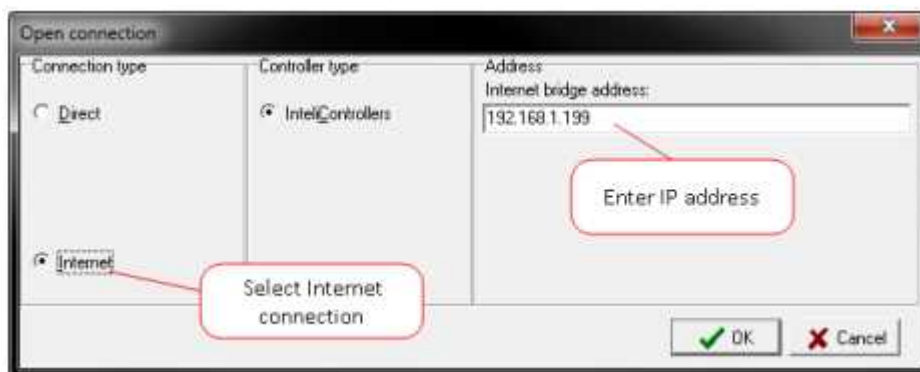 Open connection
Connection type
Direct
Internet
Controller type
InteliControllers
Address
Internet bridge address:
192.168.1.199
Enter IP address
Select Internet
connection
OK
Cancel